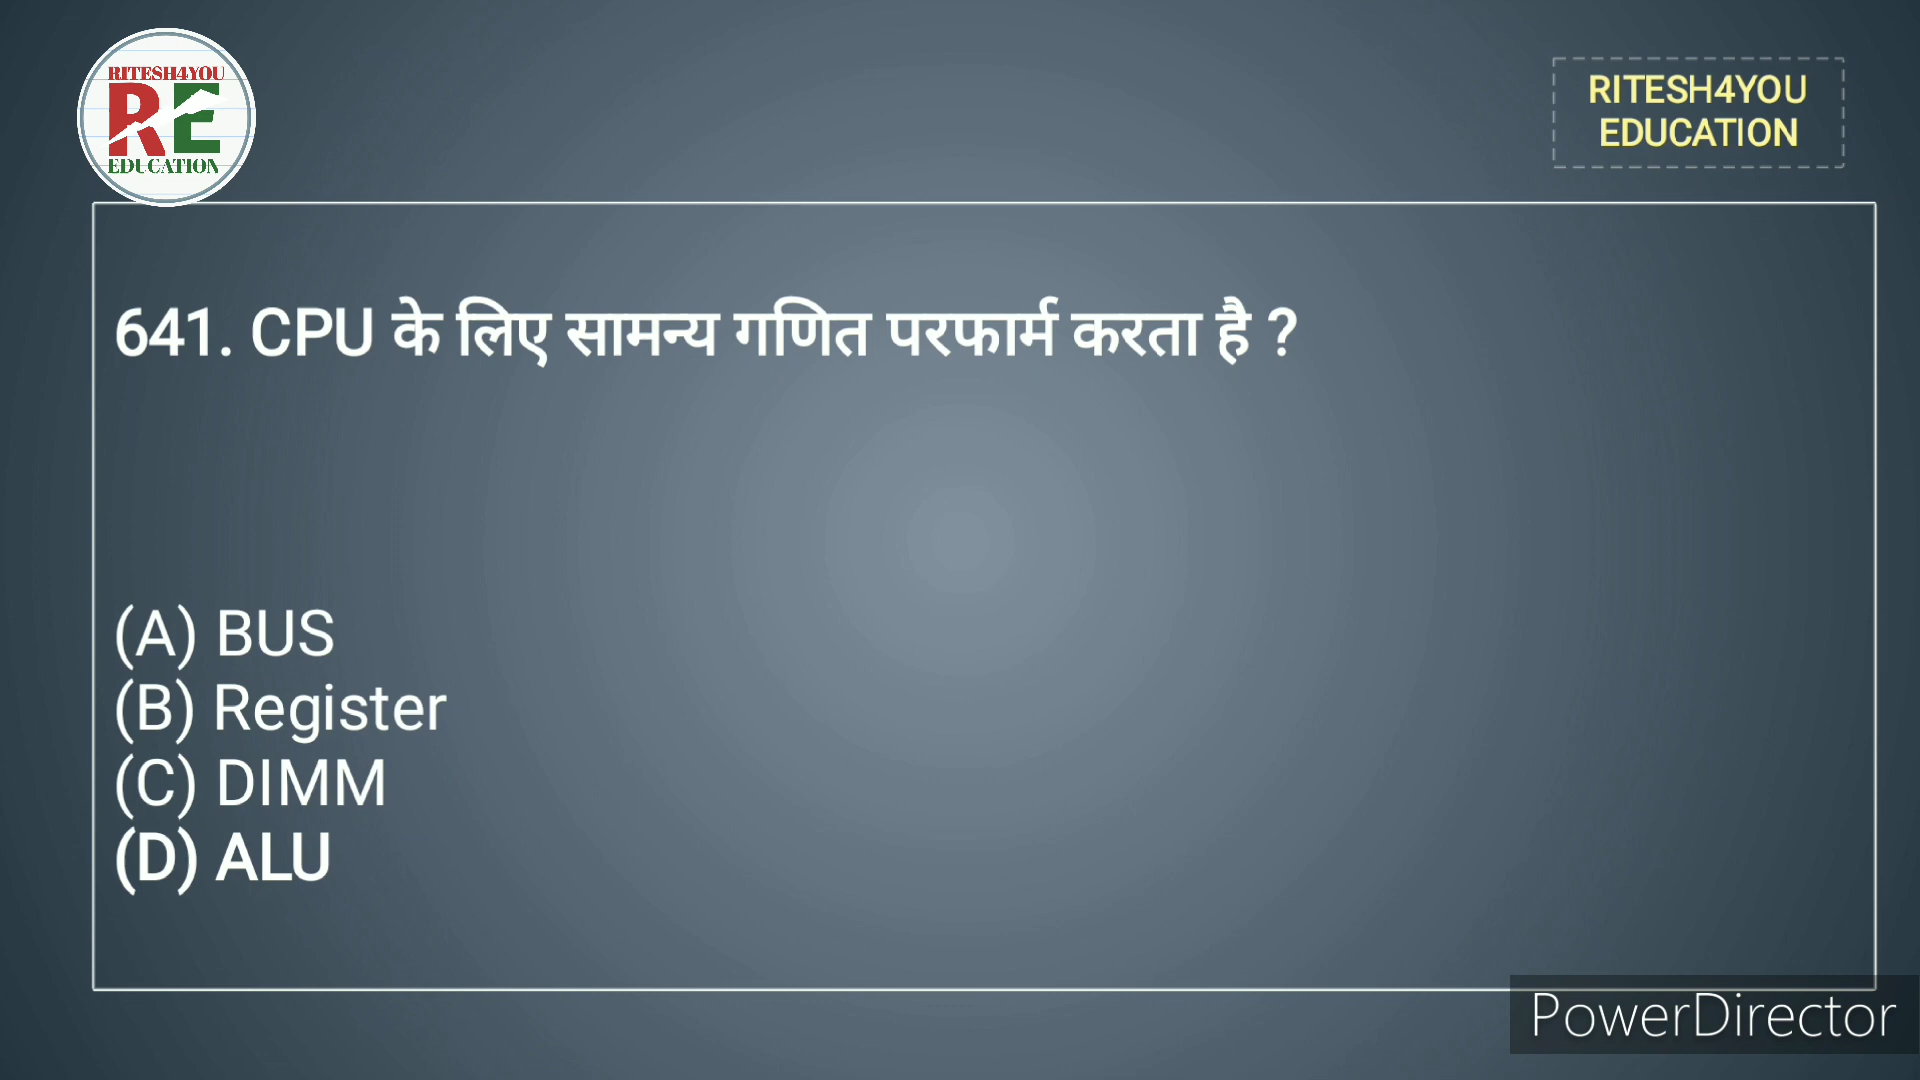 RITESH4YOU
RE
EDUCATION
RITESH4YOU
EDUCATION
641. CPU के लिए सामन्य गणित परफार्म करता है ?
(A) BUS
(B) Register
(C) DIMM
(D) ALU
PowerDirector